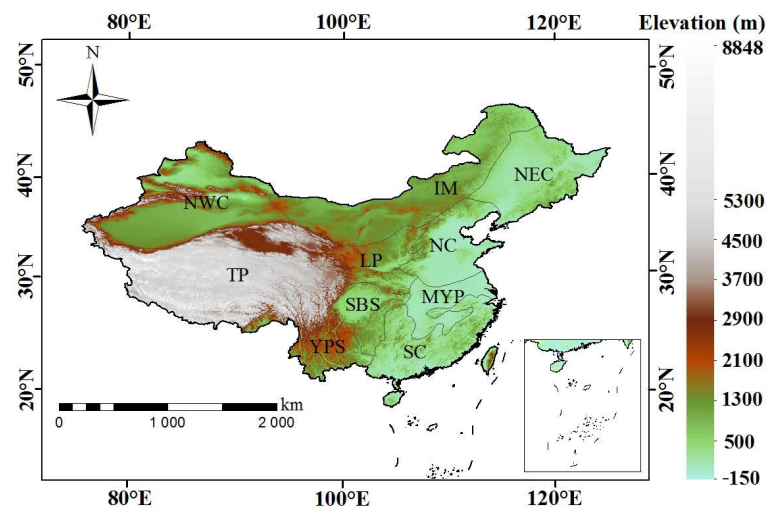 80°E 100°E 120°E Elevation (m)
50°N
N
50°N
8848
40°N
40°N
IM
NEC
NWC
5300
4500
NC
LP
30°N
TP
30°N
3700
SBS
MYP
2900
YPS
SC
2100
20°N
20°N
km
1300
0 1 000 2 000
500
-150
80°E 100°E 120°E